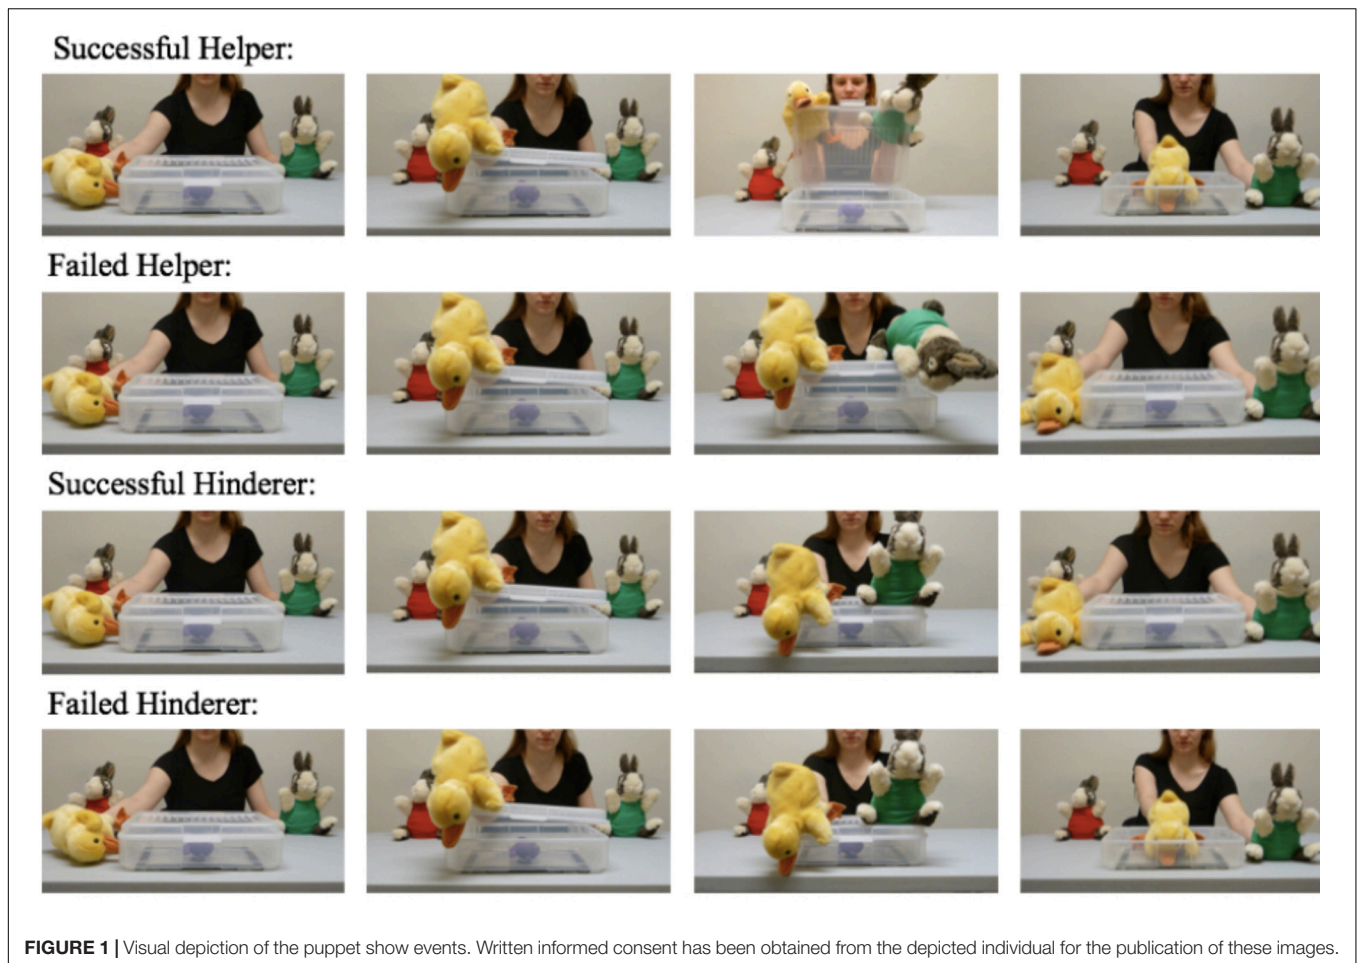 Successful Helper:
Failed Helper:
Successful Hinderer:
Failed Hinderer:
FIGURE 1 | Visual depiction of the puppet show events. Written informed consent has been obtained from the depicted individual for the publication of these images.